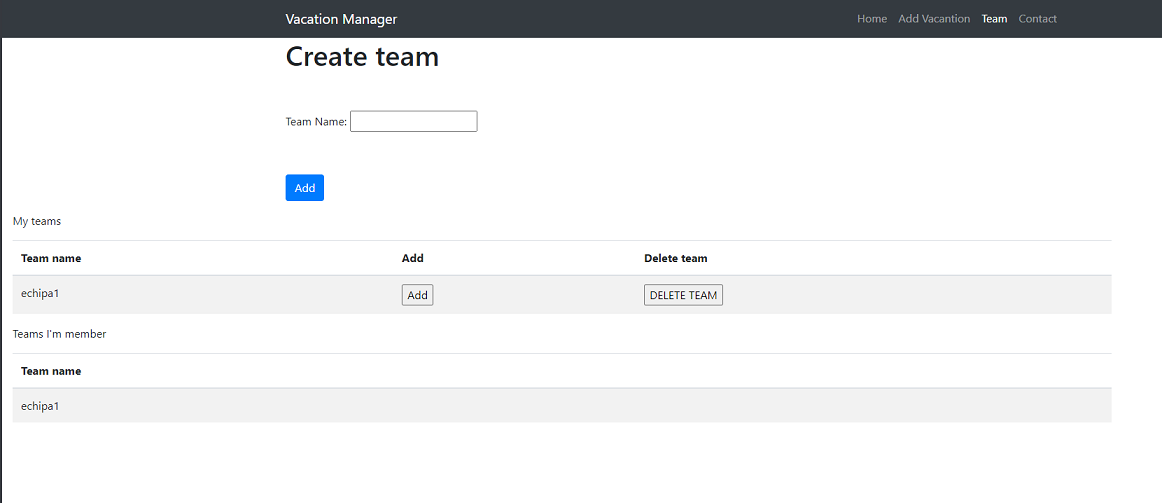 Vacation Manager Home Add Vacantion Team Contact
Create team
Team Name:
Add
My teams
Team name Add Delete team
echipa1 Add DELETE TEAM
Teams I'm member
Team name
echipa1